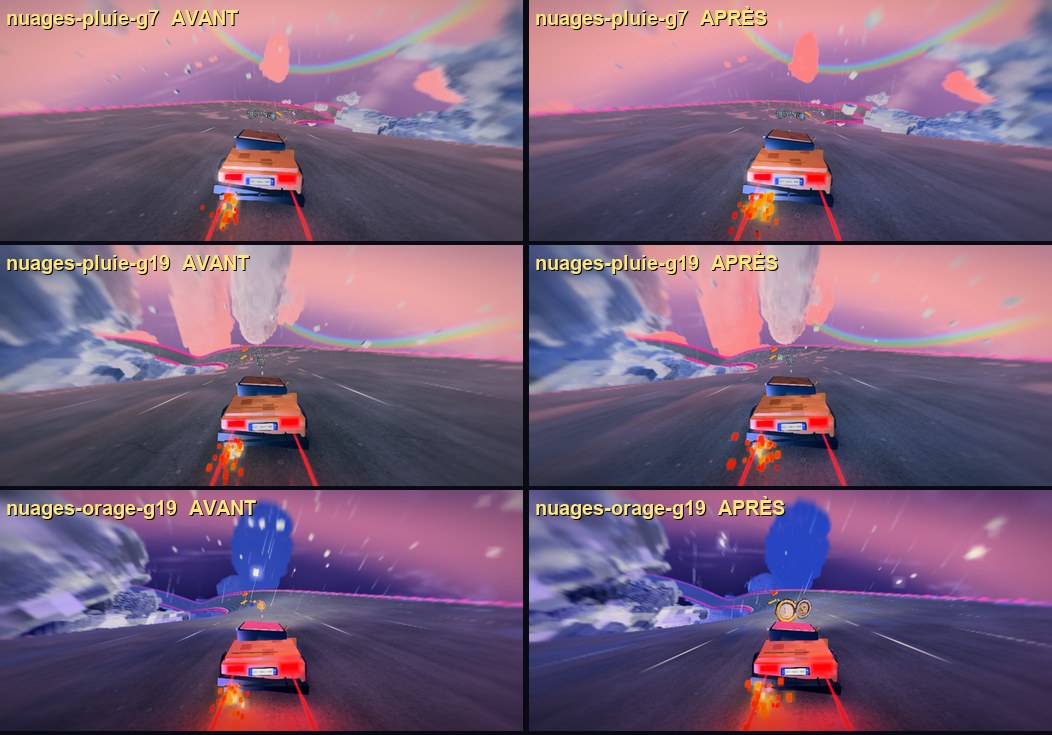 nuages-pluie-g7 AVANT
nuages-pluie-g7 APRÈS
nuages-pluie-g19 AVANT
nuages-pluie-g19 APRÈS
nuages-orage-g19 AVANT
nuages-orage-g19 APRÈS